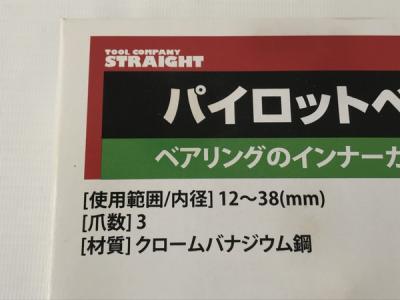 TOOL COMPANY
STRAIGHT
パイロットベ
ベアリングのインナーカ
[使用範囲/内径] 12～38(mm)
[爪数] 3
[材質] クロームバナジウム鋼